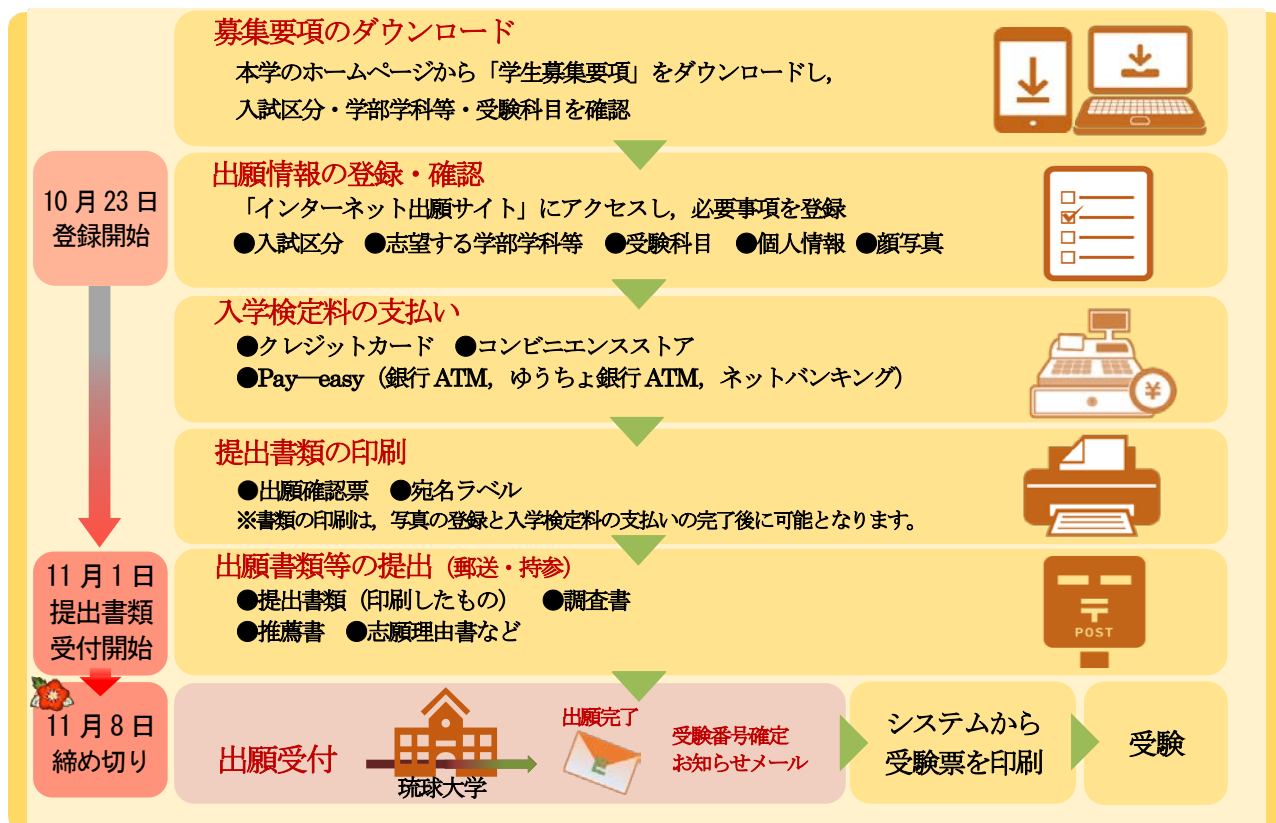 募集要項のダウンロード
本学のホームページから「学生募集要項」をダウンロードし,
入試区分・学部学科等・受験科目を確認
10月23日
登録開始
出願情報の登録・確認
「インターネット出願サイト」にアクセスし,必要事項を登録
●入試区分 ●志望する学部学科等 ●受験科目 ●個人情報 ●顔写真
入学検定料の支払い
●クレジットカード ●コンビニエンスストア
●Pay―easy(銀行ATM,ゆうちょ銀行ATM,ネットバンキング)
¥
提出書類の印刷
●出願確認票 ●宛名ラベル
※書類の印刷は,写真の登録と入学検定料の支払いの完了後に可能となります。
11月1日
提出書類
受付開始
出願書類等の提出(郵送・持参)
●提出書類(印刷したもの) ●調査書
●推薦書 ●志願理由書など
〒
POST
11月8日
締め切り
出願受付
琉球大学
出願完了
受験番号確定
お知らせメール
システムから
受験票を印刷
受験